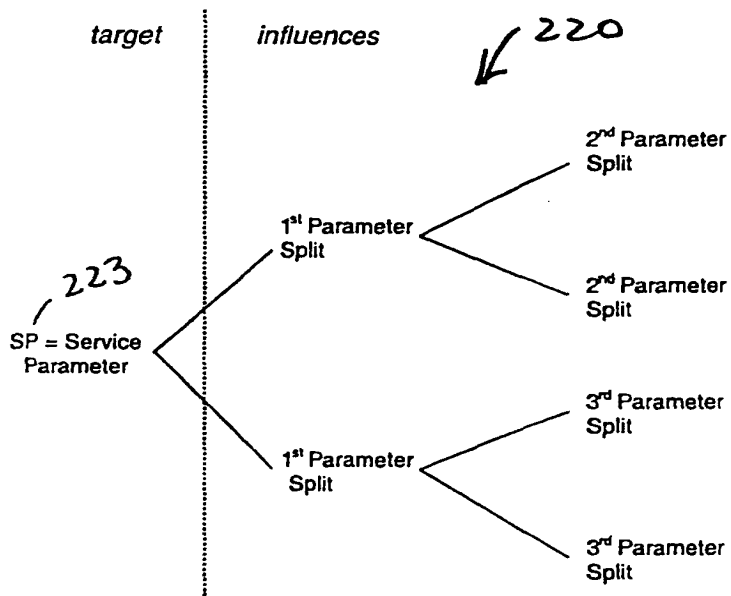 target influences 220
2nd Parameter
Split
1st Parameter
Split
2nd Parameter
Split
223
SP = Service
Parameter
3rd Parameter
Split
1st Parameter
Split
3rd Parameter
Split